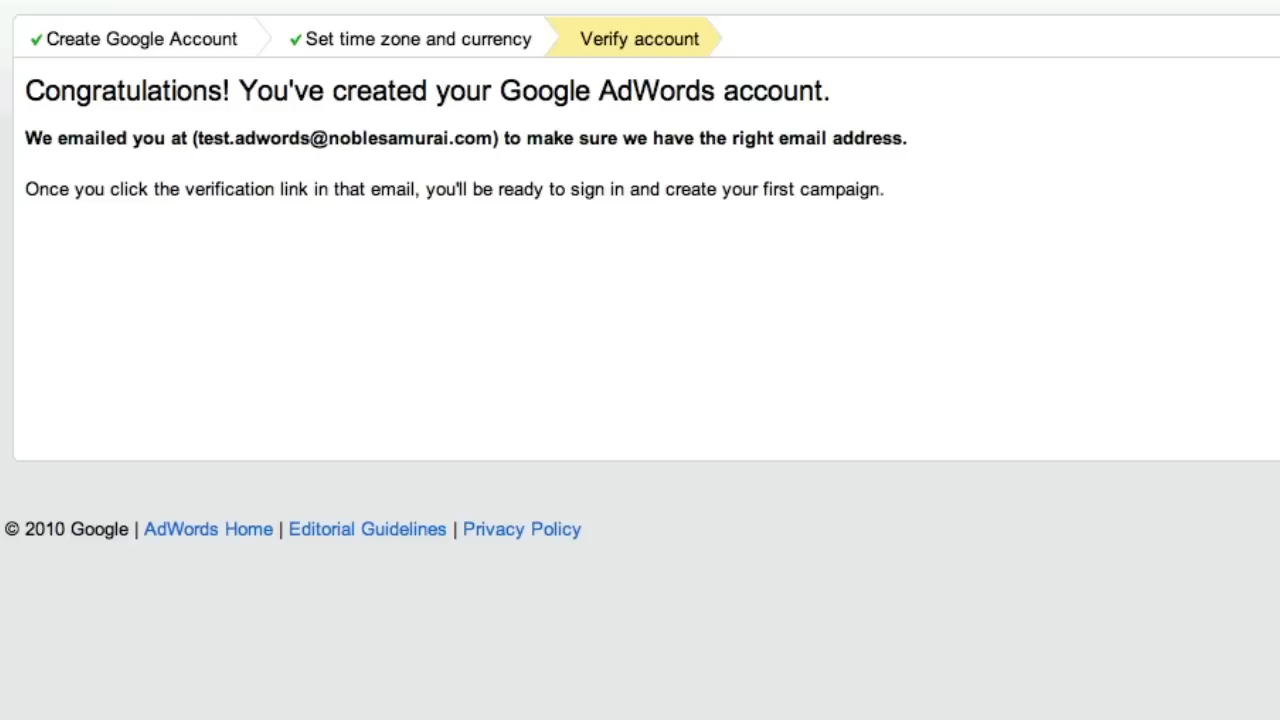 Create Google Account Set time zone and currency Verify account
Congratulations! You've created your Google AdWords account.
We emailed you at (test.adwords@noblesamurai.com) to make sure we have the right email address.
Once you click the verification link in that email, you'll be ready to sign in and create your first campaign.
© 2010 Google | AdWords Home | Editorial Guidelines | Privacy Policy